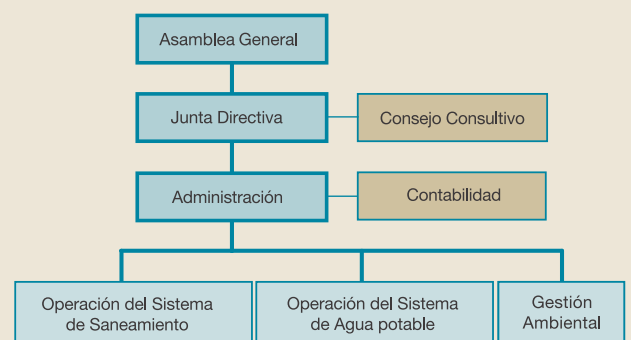 Asamblea General
Junta Directiva
Consejo Consultivo
Administración
Contabilidad
Operación del Sistema
de Saneamiento
Operación del Sistema
de Agua potable
Gestión
Ambiental